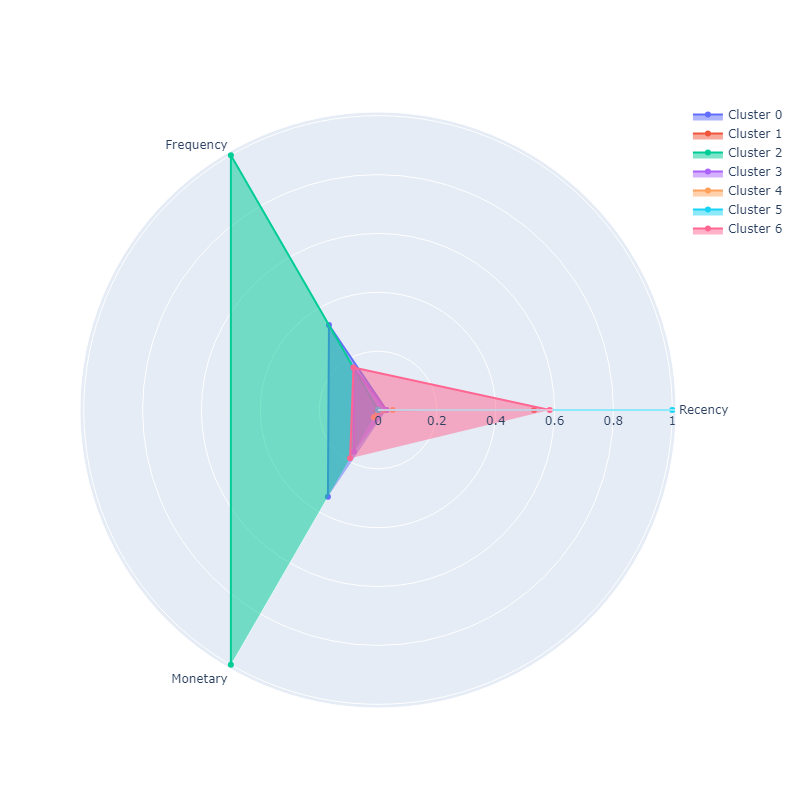 Cluster 0
Cluster 1
Cluster 2
Cluster 3
Cluster 4
Cluster 5
Cluster 6
Frequency
Recency
0
0.2
0.4
0.6
0.8
1
Monetary